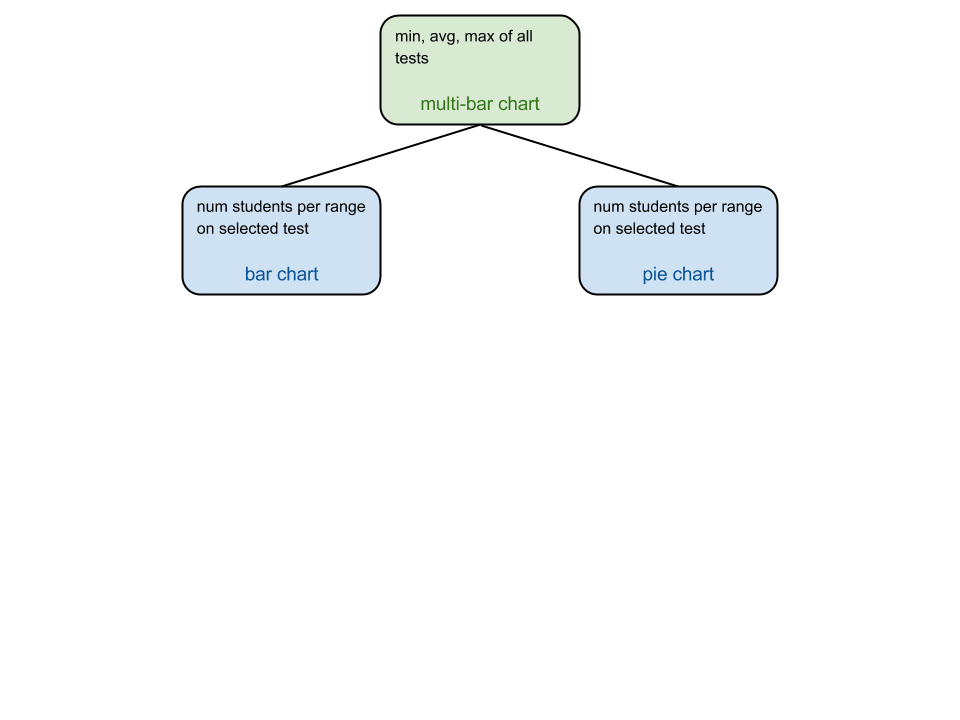 min, avg, max of all
tests
multi-bar chart
num students per range
on selected test
bar chart
num students per range
on selected test
pie chart